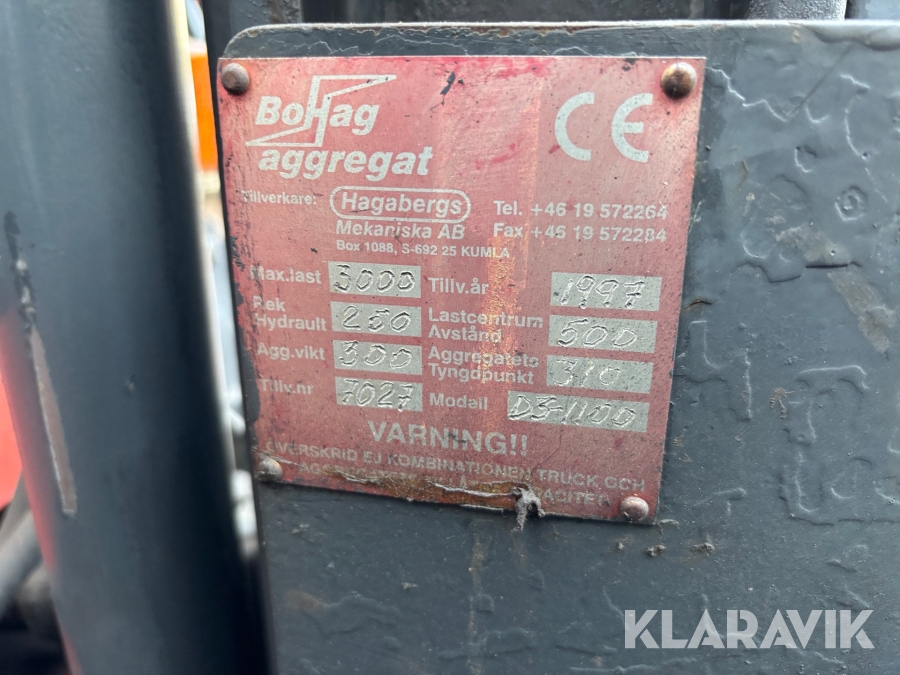 BoHag
aggregat
CE
Tillverkare: Hagabergs Tel. +46 19 572264
Mekaniska AB Fax +46 19 572284
Box 1088, S-692 25 KUMLA
Max.last 3000 Tillv.år 1997
Rek Hydrault 250 Lastcentrum Avstånd 500
Agg.vikt 300 Aggregatets Tyngdpunkt 310
Tillv.nr 7027 Modell D3-1100
VARNING!!
ÖVERSKRID EJ KOMBINATIONEN TRUCK OCH
KLARAVIK